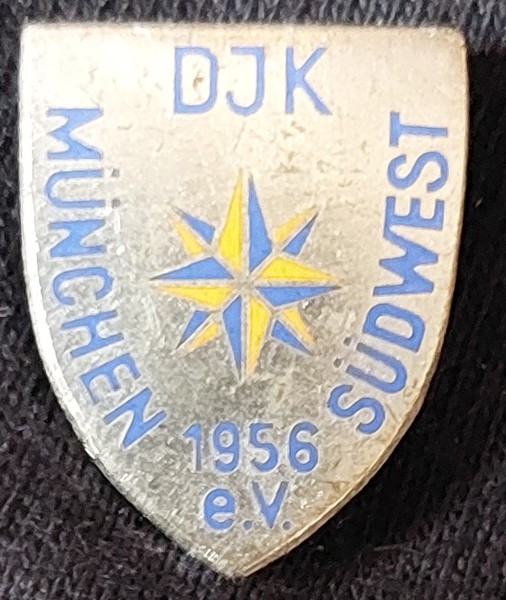 DJK
MÜNCHEN
SÜDWEST
1956
e.V.